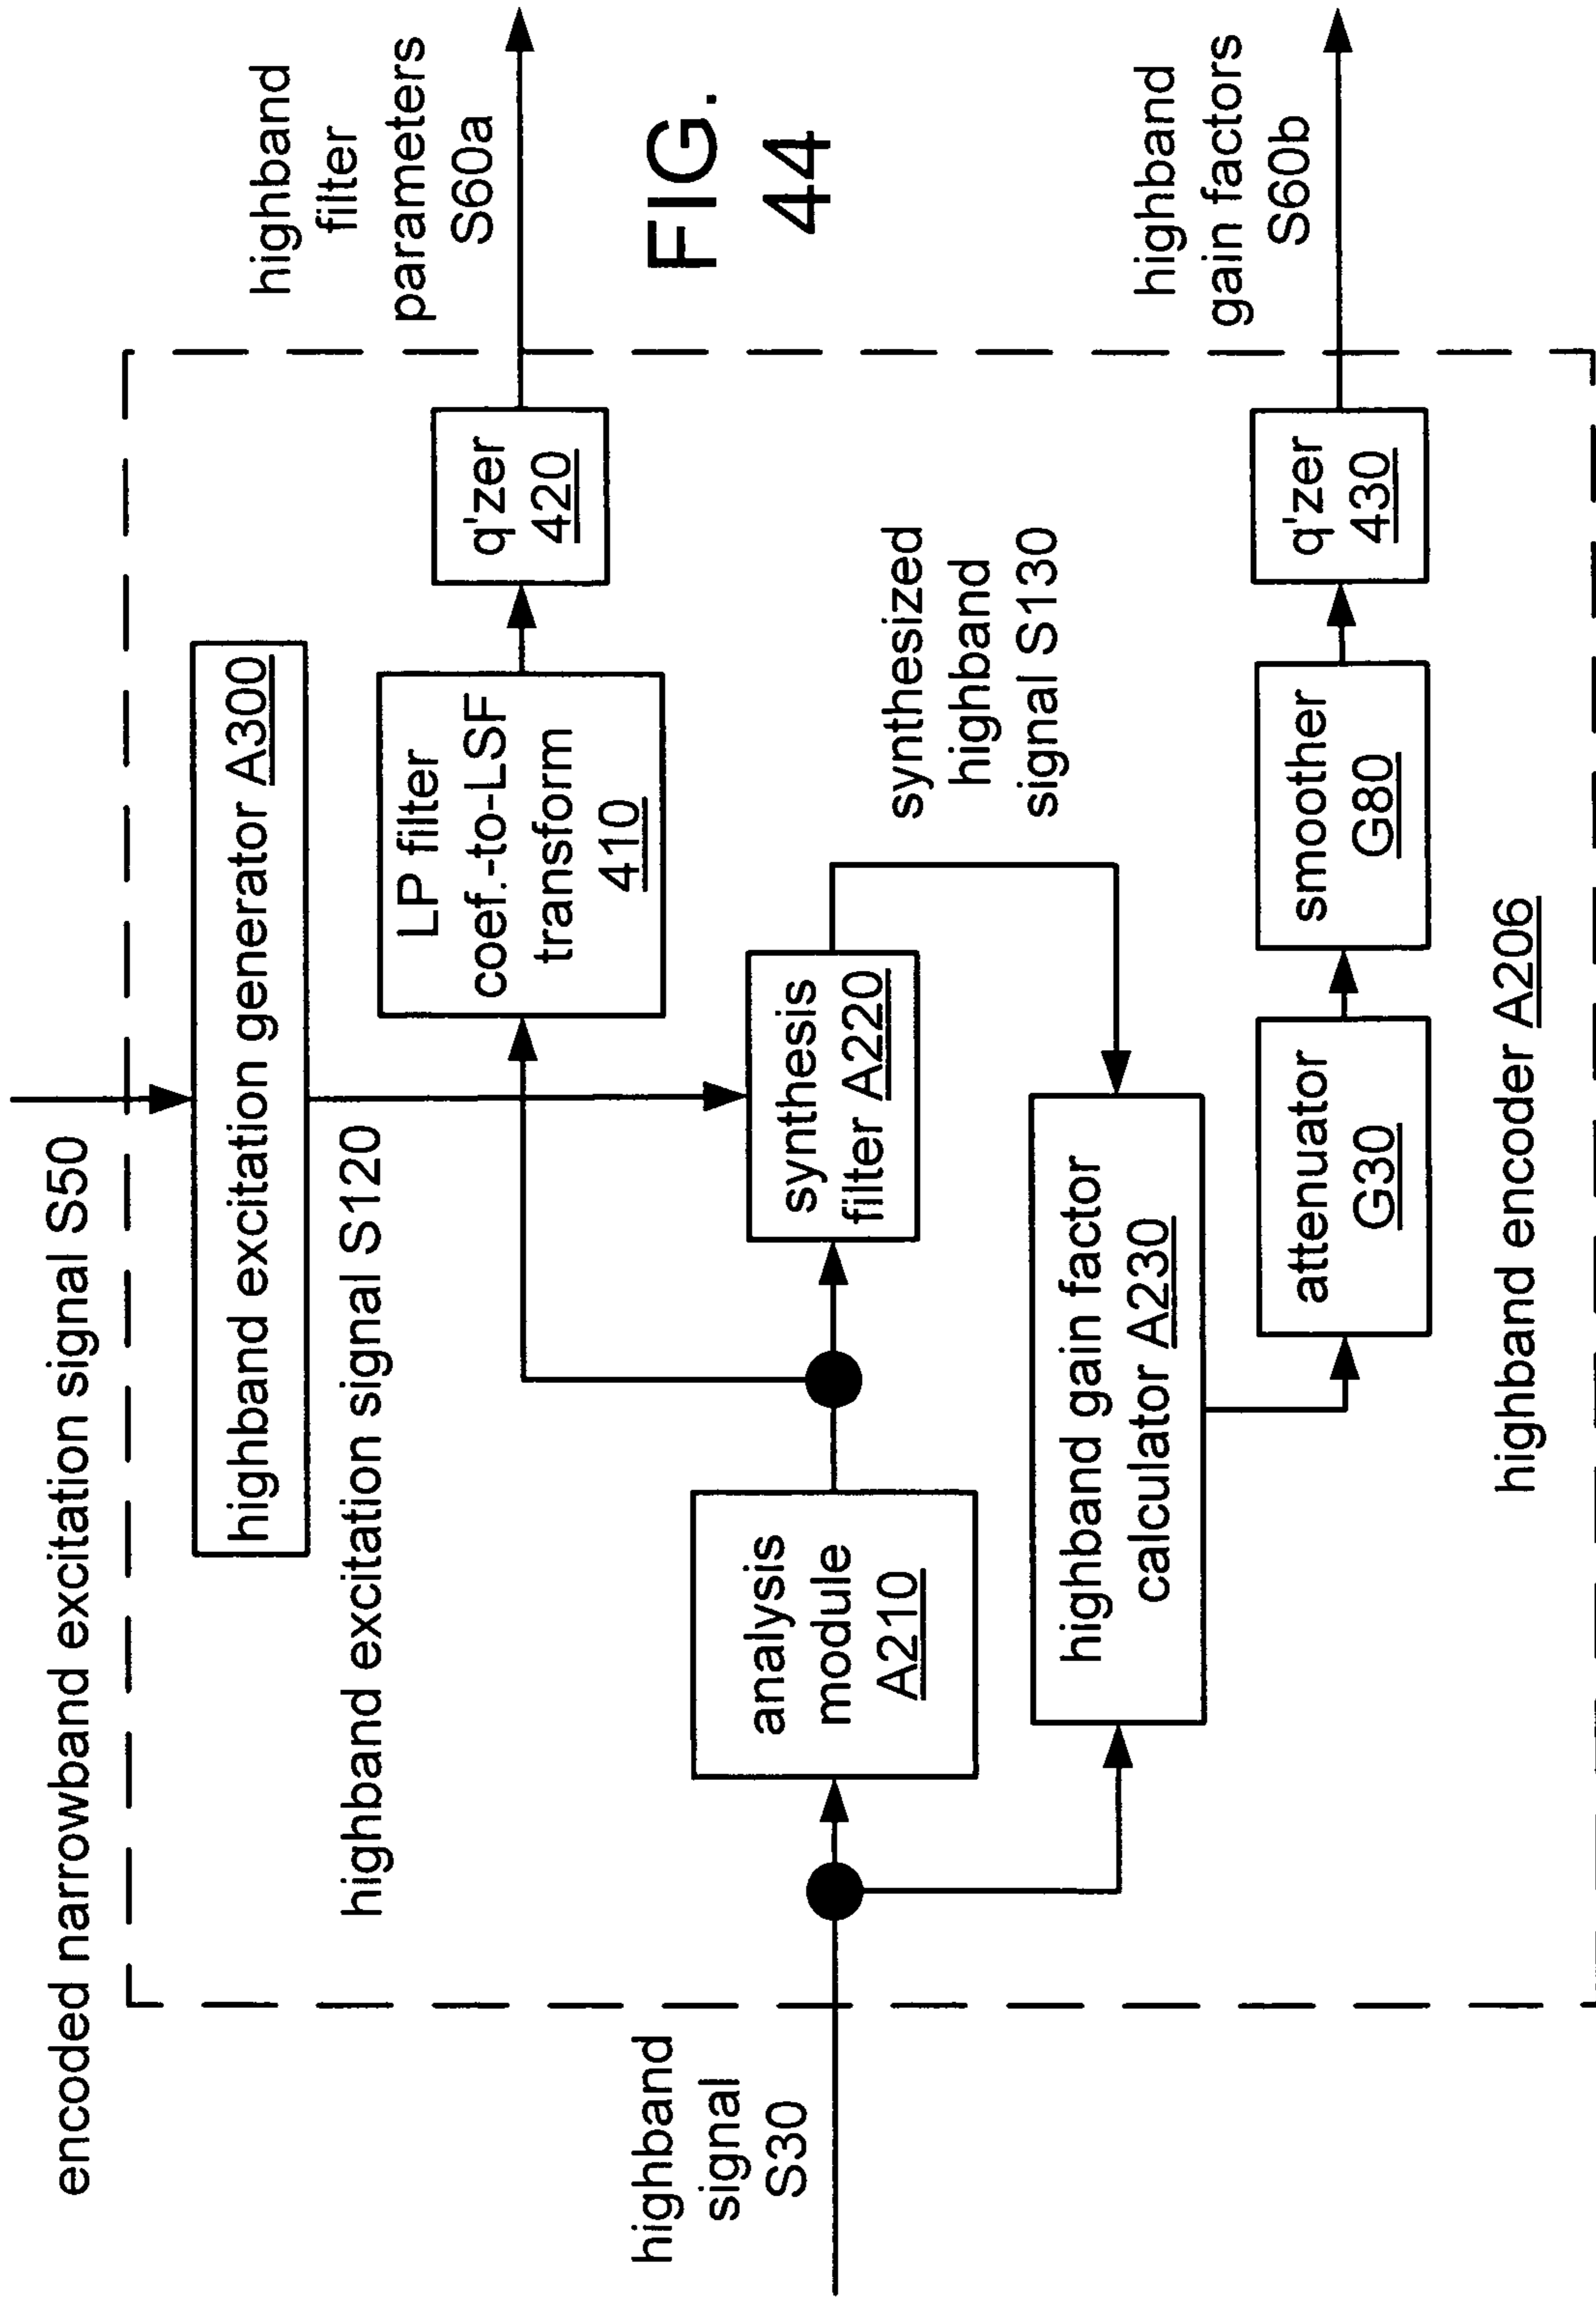 encoded narrowband excitation signal S50
highband excitation generator A300
highband excitation signal S120
highband
filter
parameters
S60a
LP filter
coef.-to-LSF
transform
410
q'zer
420
FIG.
44
highband
signal
S30
analysis
module
A210
synthesis
filter A220
synthesized
highband
signal S130
highband gain factor
calculator A230
attenuator
G30
smoother
G80
q'zer
430
highband
gain factors
S60b
highband encoder A206